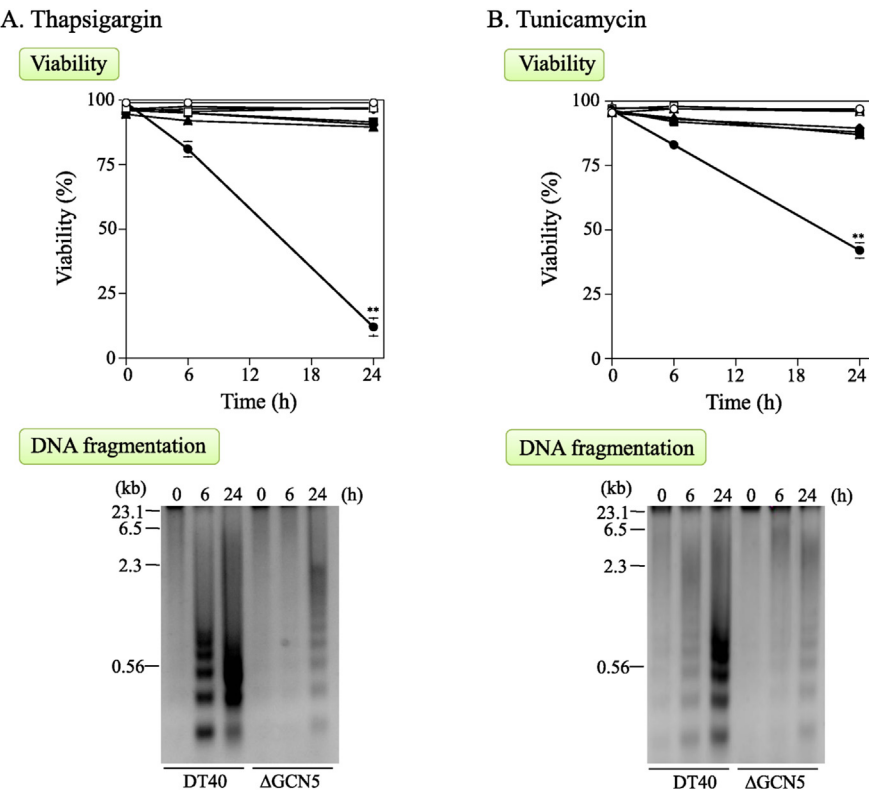 A. Thapsigargin
Viability
100
75
50
25
0
Viability (%)
**
0 6 12 18 24
Time (h)
DNA fragmentation
(kb) 0 6 24 0 6 24 (h)
23.1
6.5
2.3
0.56
DT40 ΔGCN5
B. Tunicamycin
Viability
100
75
50
25
0
Viability (%)
**
0 6 12 18 24
Time (h)
DNA fragmentation
(kb) 0 6 24 0 6 24 (h)
23.1
6.5
2.3
0.56
DT40 ΔGCN5